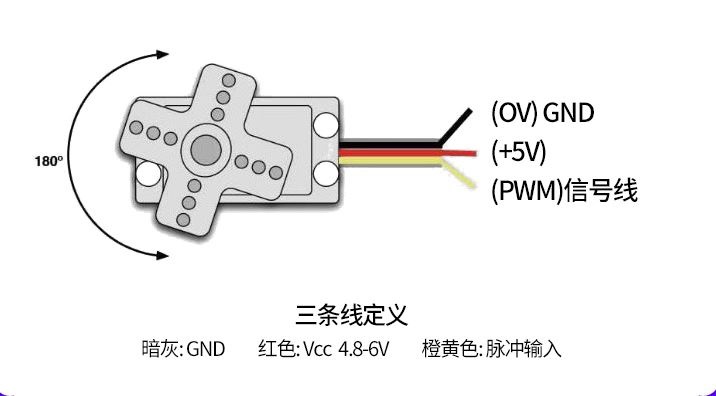 (OV) GND
(+5V)
180°
(PWM)信号线
三条线定义
暗灰: GND 红色: Vcc 4.8-6V 橙黄色: 脉冲输入